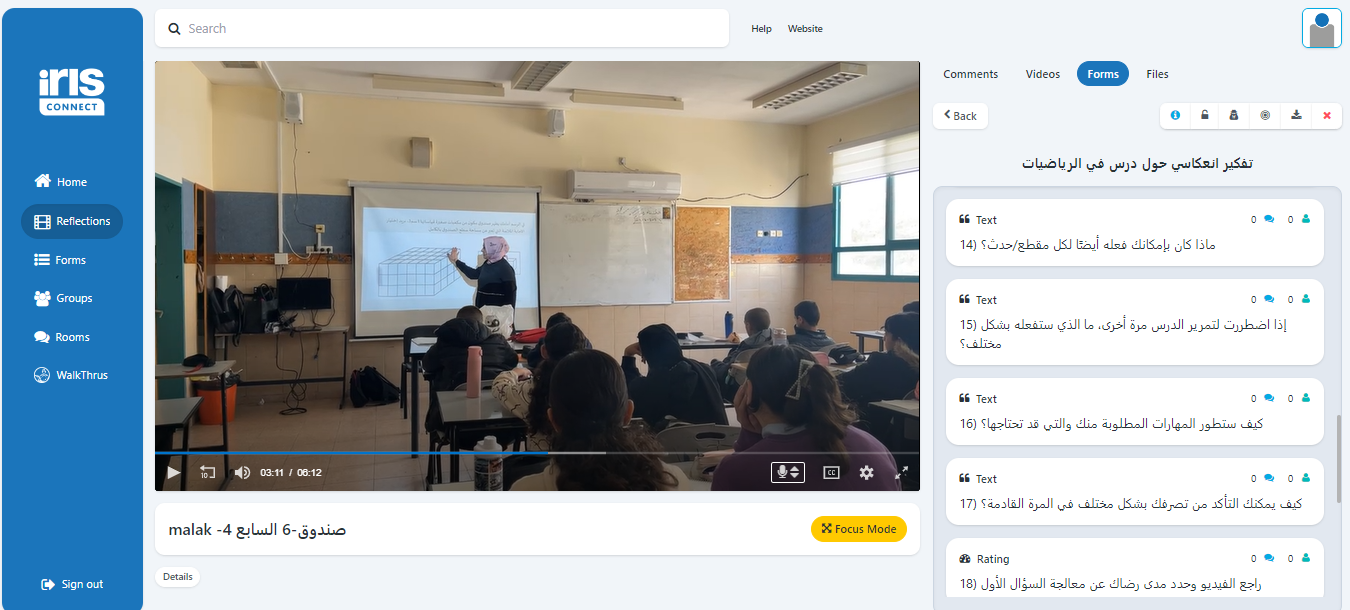 Search
Help
Website
iris
CONNECT
Home
Reflections
Forms
Groups
Rooms
WalkThrus
Sign out
10
03:11 / 06:12
CC
malak -4 صندوق-6 السابع
Focus Mode
Details
Comments
Videos
Forms
Files
Back
تفكير انعكاسي حول درس في الرياضيات
Text
0 0
14) ماذا كان بإمكانك فعله أيضًا لكل مقطع/حدث؟
Text
0 0
15) إذا اضطررت لتمرير الدرس مرة أخرى، ما الذي ستفعله بشكل
مختلف؟
Text
0 0
16) كيف ستطور المهارات المطلوبة منك والتي قد تحتاجها؟
Text
0 0
17) كيف يمكنك التأكد من تصرفك بشكل مختلف في المرة القادمة؟
Rating
0 0
18) راجع الفيديو وحدد مدى رضاك عن معالجة السؤال الأول